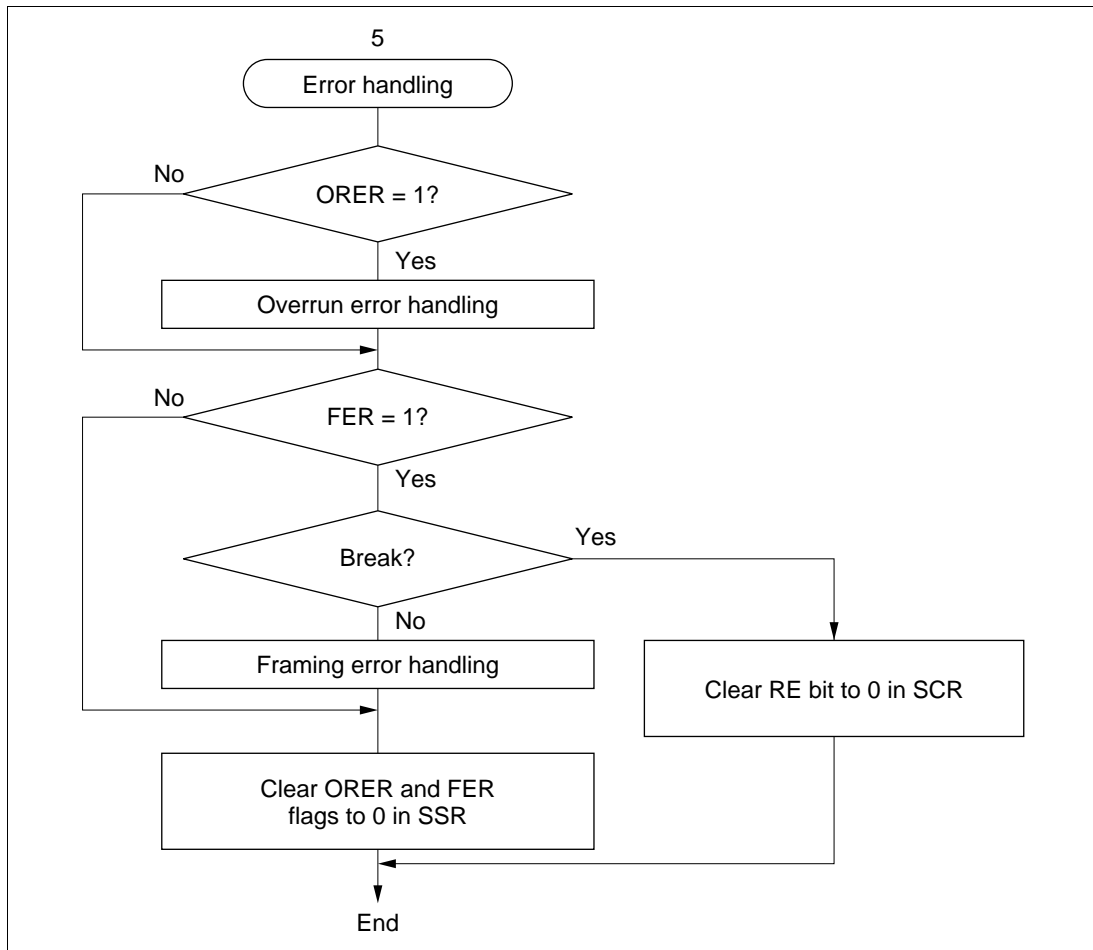 5
Error handling
No
ORER = 1?
Yes
Overrun error handling
No
FER = 1?
Yes
Break?
Yes
No
Framing error handling
Clear RE bit to 0 in SCR
Clear ORER and FER
flags to 0 in SSR
End